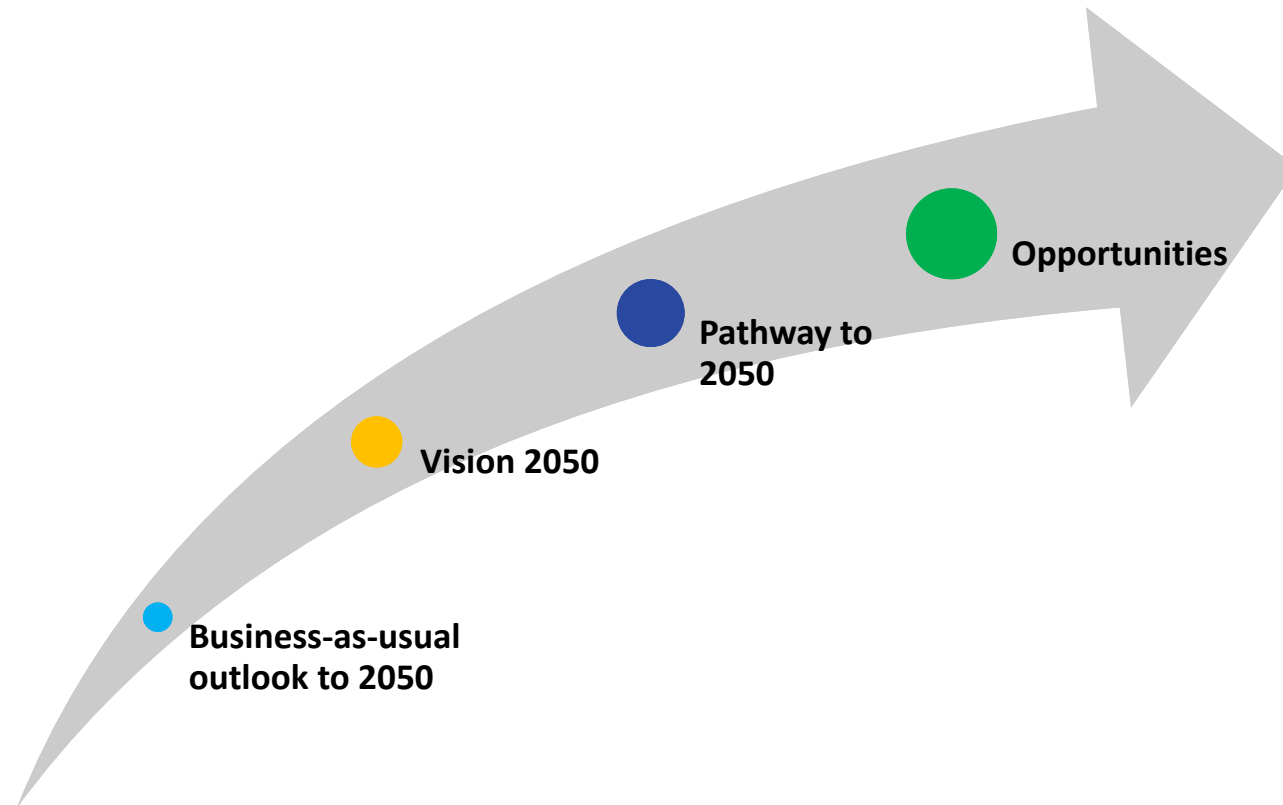 Opportunities
Pathway to
2050
Vision 2050
Business-as-usual
outlook to 2050